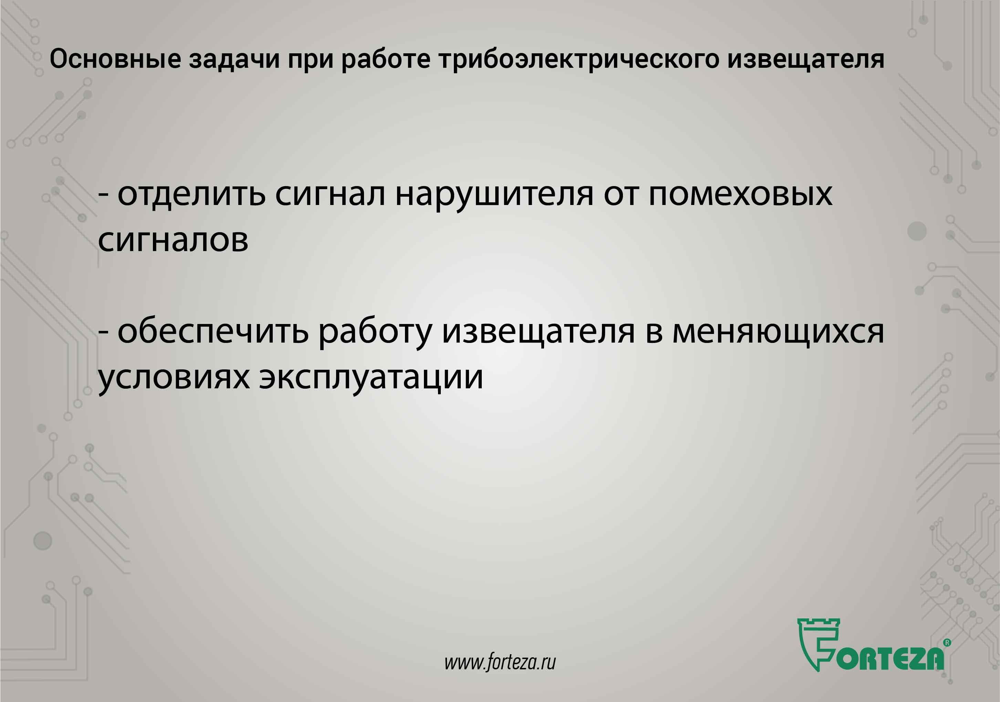 Основные задачи при работе трибоэлектрического извещателя
- отделить сигнал нарушителя от помеховых
сигналов
- обеспечить работу извещателя в меняющихся
условиях эксплуатации
www.forteza.ru
FORTEZA®